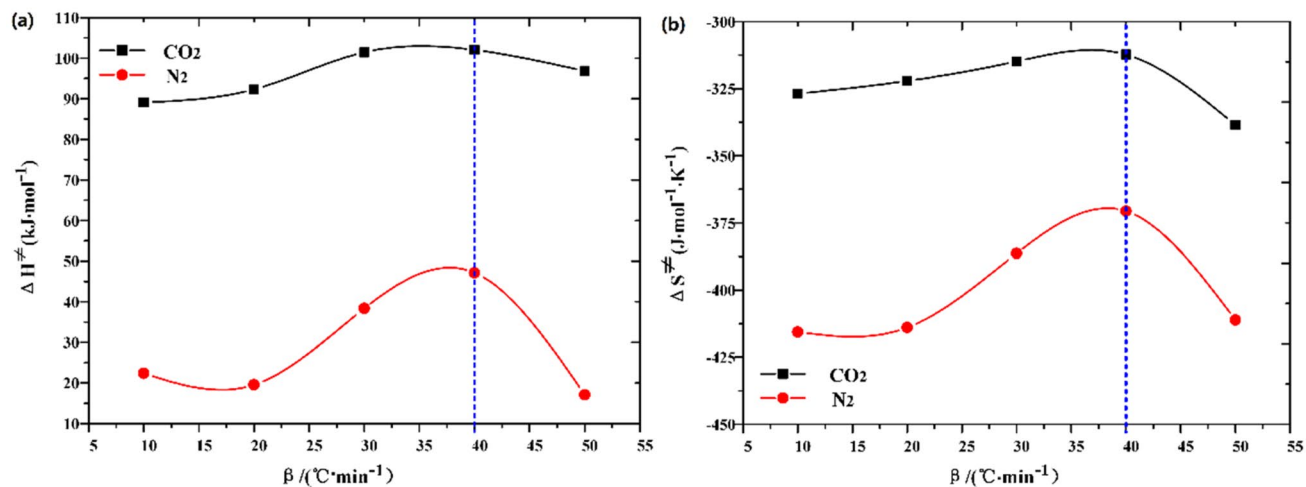 (a)
110
100
90
80
70
60
50
40
30
20
10
ΔH≠(kJ·mol⁻¹)
CO₂
N₂
5 10 15 20 25 30 35 40 45 50 55
β/(℃·min⁻¹)
(b)
-300
-325
-350
-375
-400
-425
-450
ΔS≠(J·mol⁻¹·K⁻¹)
CO₂
N₂
5 10 15 20 25 30 35 40 45 50 55
β/(℃·min⁻¹)